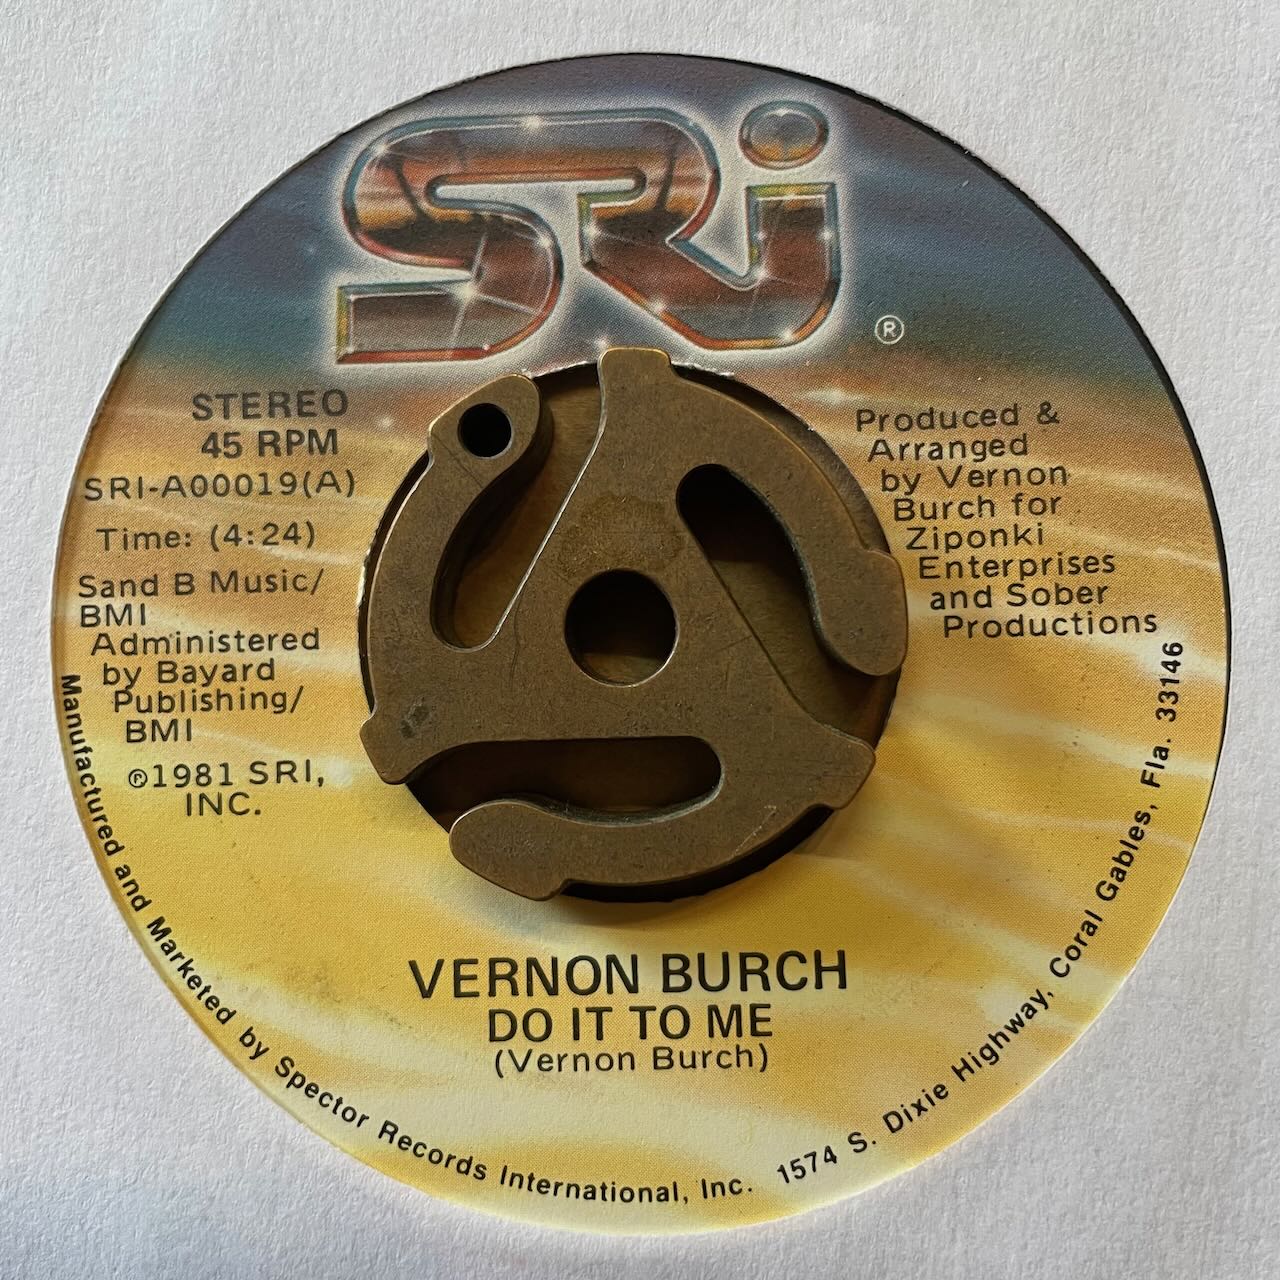 SRi
®
STEREO
45 RPM
SRI-A00019(A)
Time: (4:24)
Sand B Music/
BMI
Administered
by Bayard
Publishing/
BMI
℗1981 SRI,
INC.
Produced &
Arranged
by Vernon
Burch for
Ziponki
Enterprises
and Sober
Productions
VERNON BURCH
DO IT TO ME
(Vernon Burch)
Manufactured and Marketed by Spector Records International, Inc. 1574 S. Dixie Highway, Coral Gables, Fla. 33146